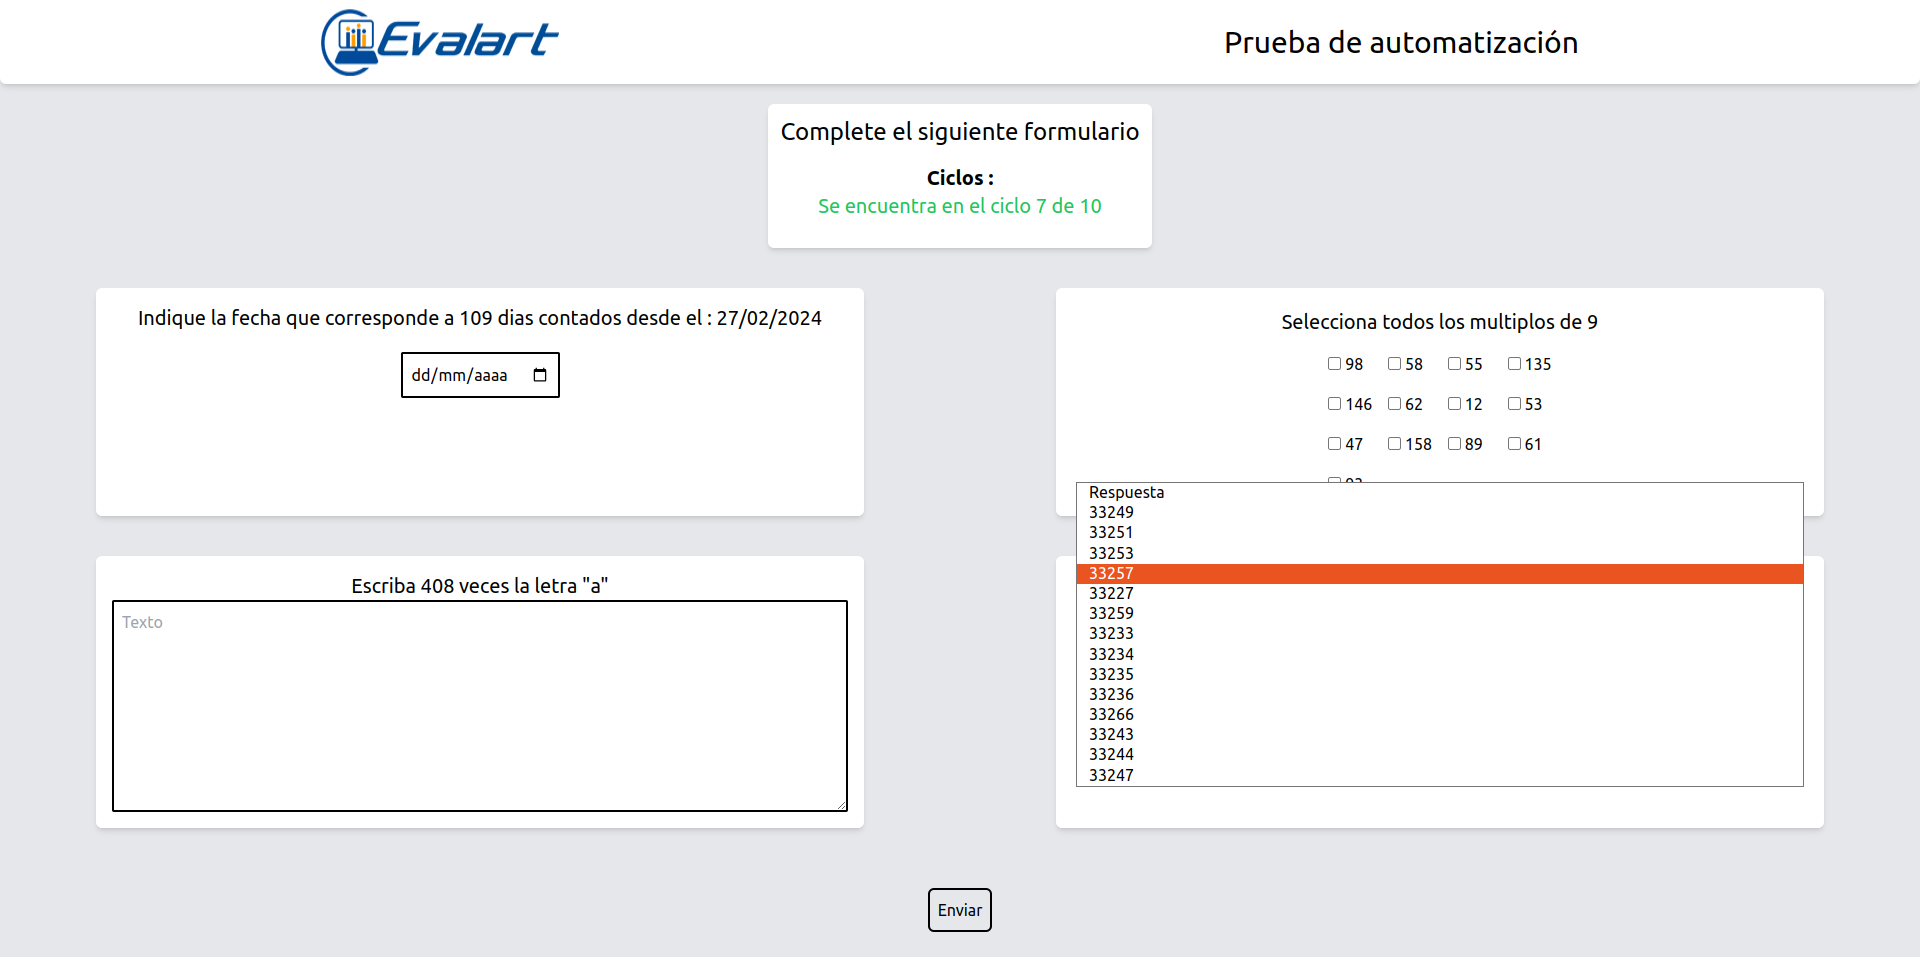 Evalart
Prueba de automatización
Complete el siguiente formulario
Ciclos :
Se encuentra en el ciclo 7 de 10
Indique la fecha que corresponde a 109 dias contados desde el : 27/02/2024
dd/mm/aaaa
Selecciona todos los multiplos de 9
98 58 55 135
146 62 12 53
47 158 89 61
Escriba 408 veces la letra "a"
Texto
Respuesta
33249
33251
33253
33257
33227
33259
33233
33234
33235
33236
33266
33243
33244
33247
Enviar